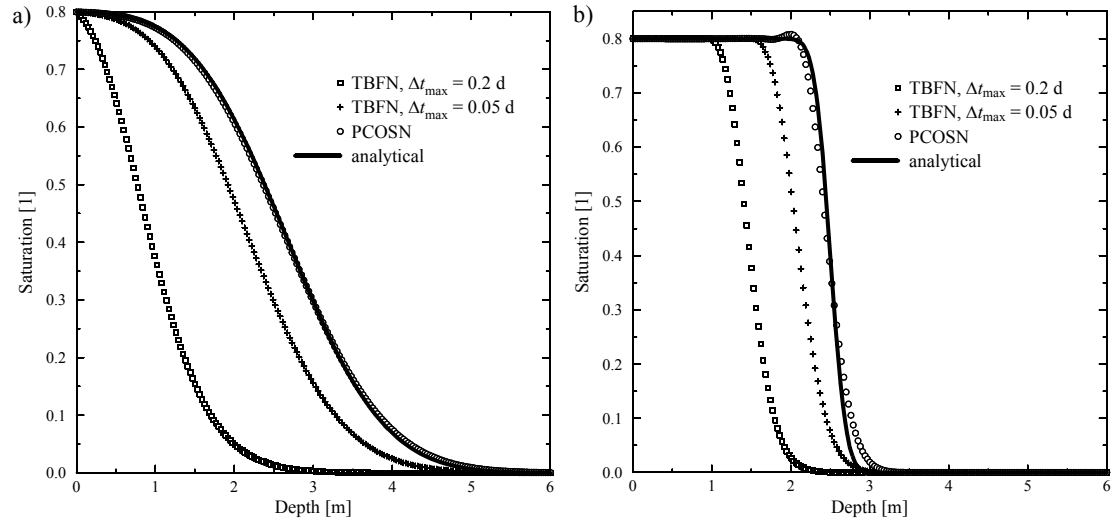 a)
0.8
0.7
0.6
0.5
0.4
0.3
0.2
0.1
0.0
Saturation [1]
TBFN, Δtmax = 0.2 d
TBFN, Δtmax = 0.05 d
PCOSN
analytical
0 1 2 3 4 5 6
Depth [m]
b)
0.8
0.7
0.6
0.5
0.4
0.3
0.2
0.1
0.0
Saturation [1]
TBFN, Δtmax = 0.2 d
TBFN, Δtmax = 0.05 d
PCOSN
analytical
0 1 2 3 4 5 6
Depth [m]